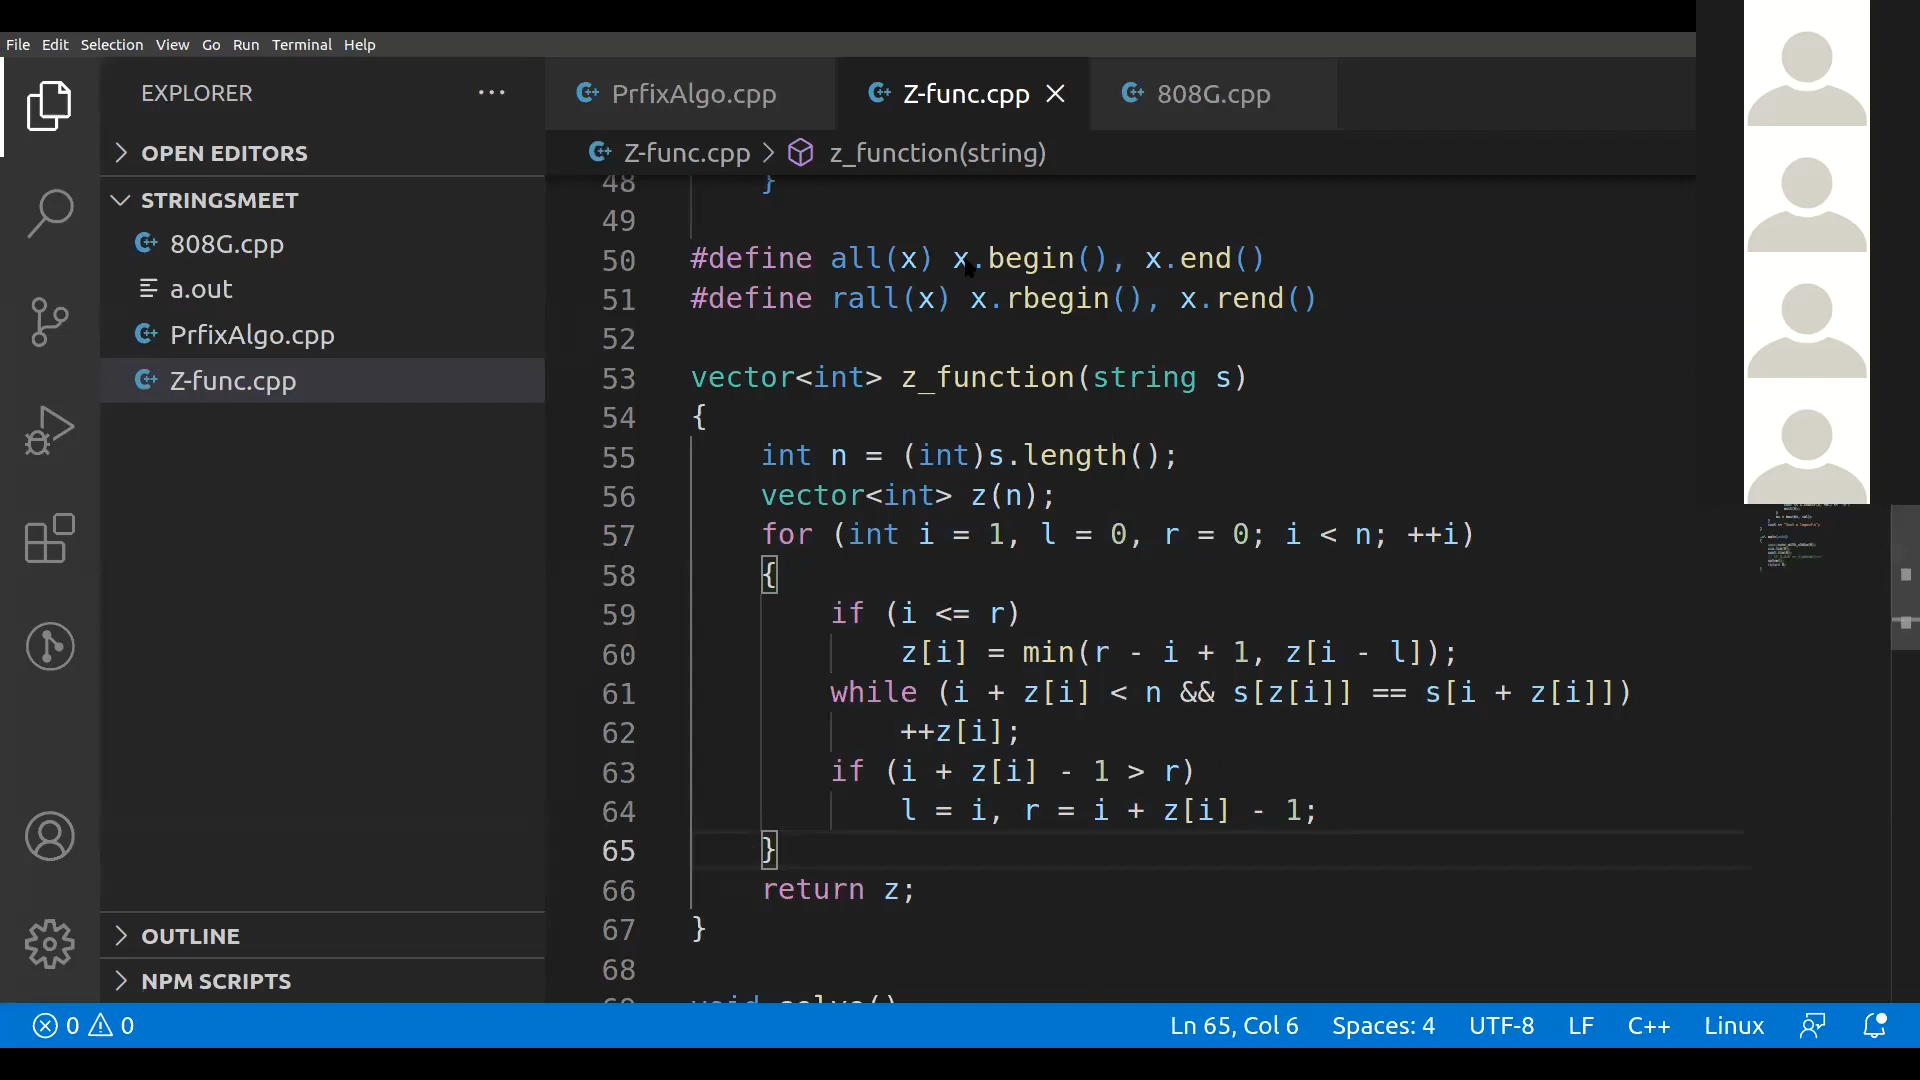 File Edit Selection View Go Run Terminal Help
EXPLORER ...
OPEN EDITORS
STRINGSMEET
808G.cpp
a.out
PrfixAlgo.cpp
Z-func.cpp
OUTLINE
NPM SCRIPTS
PrfixAlgo.cpp Z-func.cpp 808G.cpp
Z-func.cpp > z_function(string)
48 }
49
50 #define all(x) x.begin(), x.end()
51 #define rall(x) x.rbegin(), x.rend()
52
53 vector<int> z_function(string s)
54 {
55 int n = (int)s.length();
56 vector<int> z(n);
57 for (int i = 1, l = 0, r = 0; i < n; ++i)
58 {
59 if (i <= r)
60 z[i] = min(r - i + 1, z[i - l]);
61 while (i + z[i] < n && s[z[i]] == s[i + z[i]])
62 ++z[i];
63 if (i + z[i] - 1 > r)
64 l = i, r = i + z[i] - 1;
65 }
66 return z;
67 }
68
69 void solve()
0 0 Ln 65, Col 6 Spaces: 4 UTF-8 LF C++ Linux